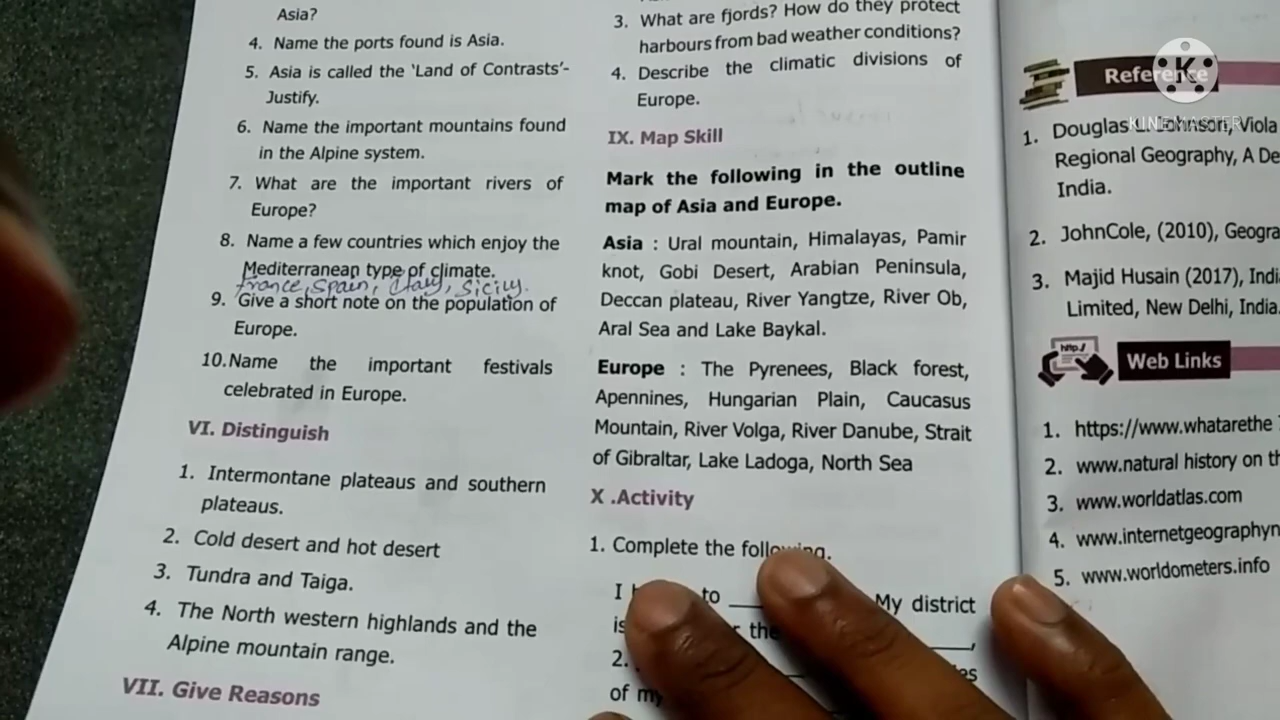 Asia?
4. Name the ports found is Asia.
5. Asia is called the ‘Land of Contrasts’-
Justify.
6. Name the important mountains found
in the Alpine system.
7. What are the important rivers of
Europe?
8. Name a few countries which enjoy the
Mediterranean type of climate.
France, Spain, Italy, Sicily.
9. Give a short note on the population of
Europe.
10.Name the important festivals
celebrated in Europe.
VI. Distinguish
1. Intermontane plateaus and southern
plateaus.
2. Cold desert and hot desert
3. Tundra and Taiga.
4. The North western highlands and the
Alpine mountain range.
VII. Give Reasons
3. What are fjords? How do they protect
harbours from bad weather conditions?
4. Describe the climatic divisions of
Europe.
IX. Map Skill
Mark the following in the outline
map of Asia and Europe.
Asia : Ural mountain, Himalayas, Pamir
knot, Gobi Desert, Arabian Peninsula,
Deccan plateau, River Yangtze, River Ob,
Aral Sea and Lake Baykal.
Europe : The Pyrenees, Black forest,
Apennines, Hungarian Plain, Caucasus
Mountain, River Volga, River Danube, Strait
of Gibraltar, Lake Ladoga, North Sea
X .Activity
1. Complete the following.
I to ___ My district
is the ___,
2.
of my
Reference
1. Douglas L. Johnson, Viola
Regional Geography, A De
India.
2. JohnCole, (2010), Geogra
3. Majid Husain (2017), Indi
Limited, New Delhi, India.
http:/
Web Links
1. https://www.whatarethe
2. www.natural history on th
3. www.worldatlas.com
4. www.internetgeographyn
5. www.worldometers.info
K
KINEMASTER